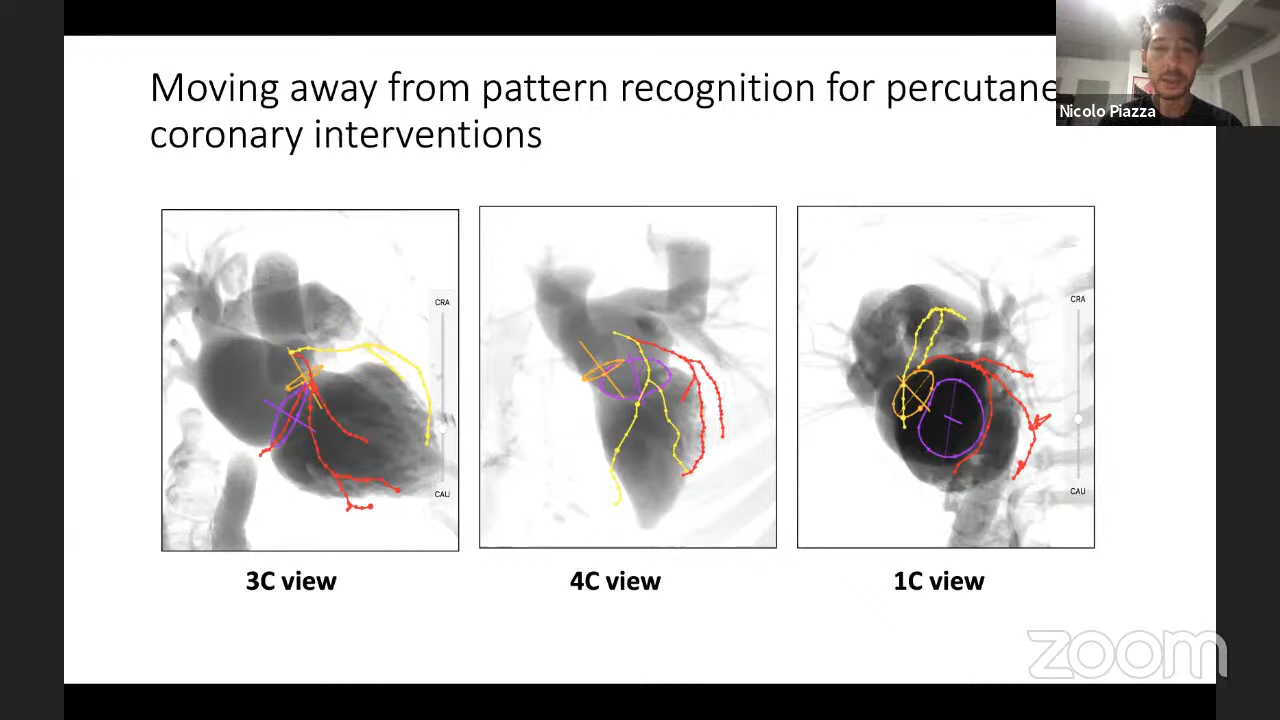 Moving away from pattern recognition for percutane
coronary interventions
Nicolo Piazza
CRA
CAU
CRA
CAU
3C view
4C view
1C view
zoom